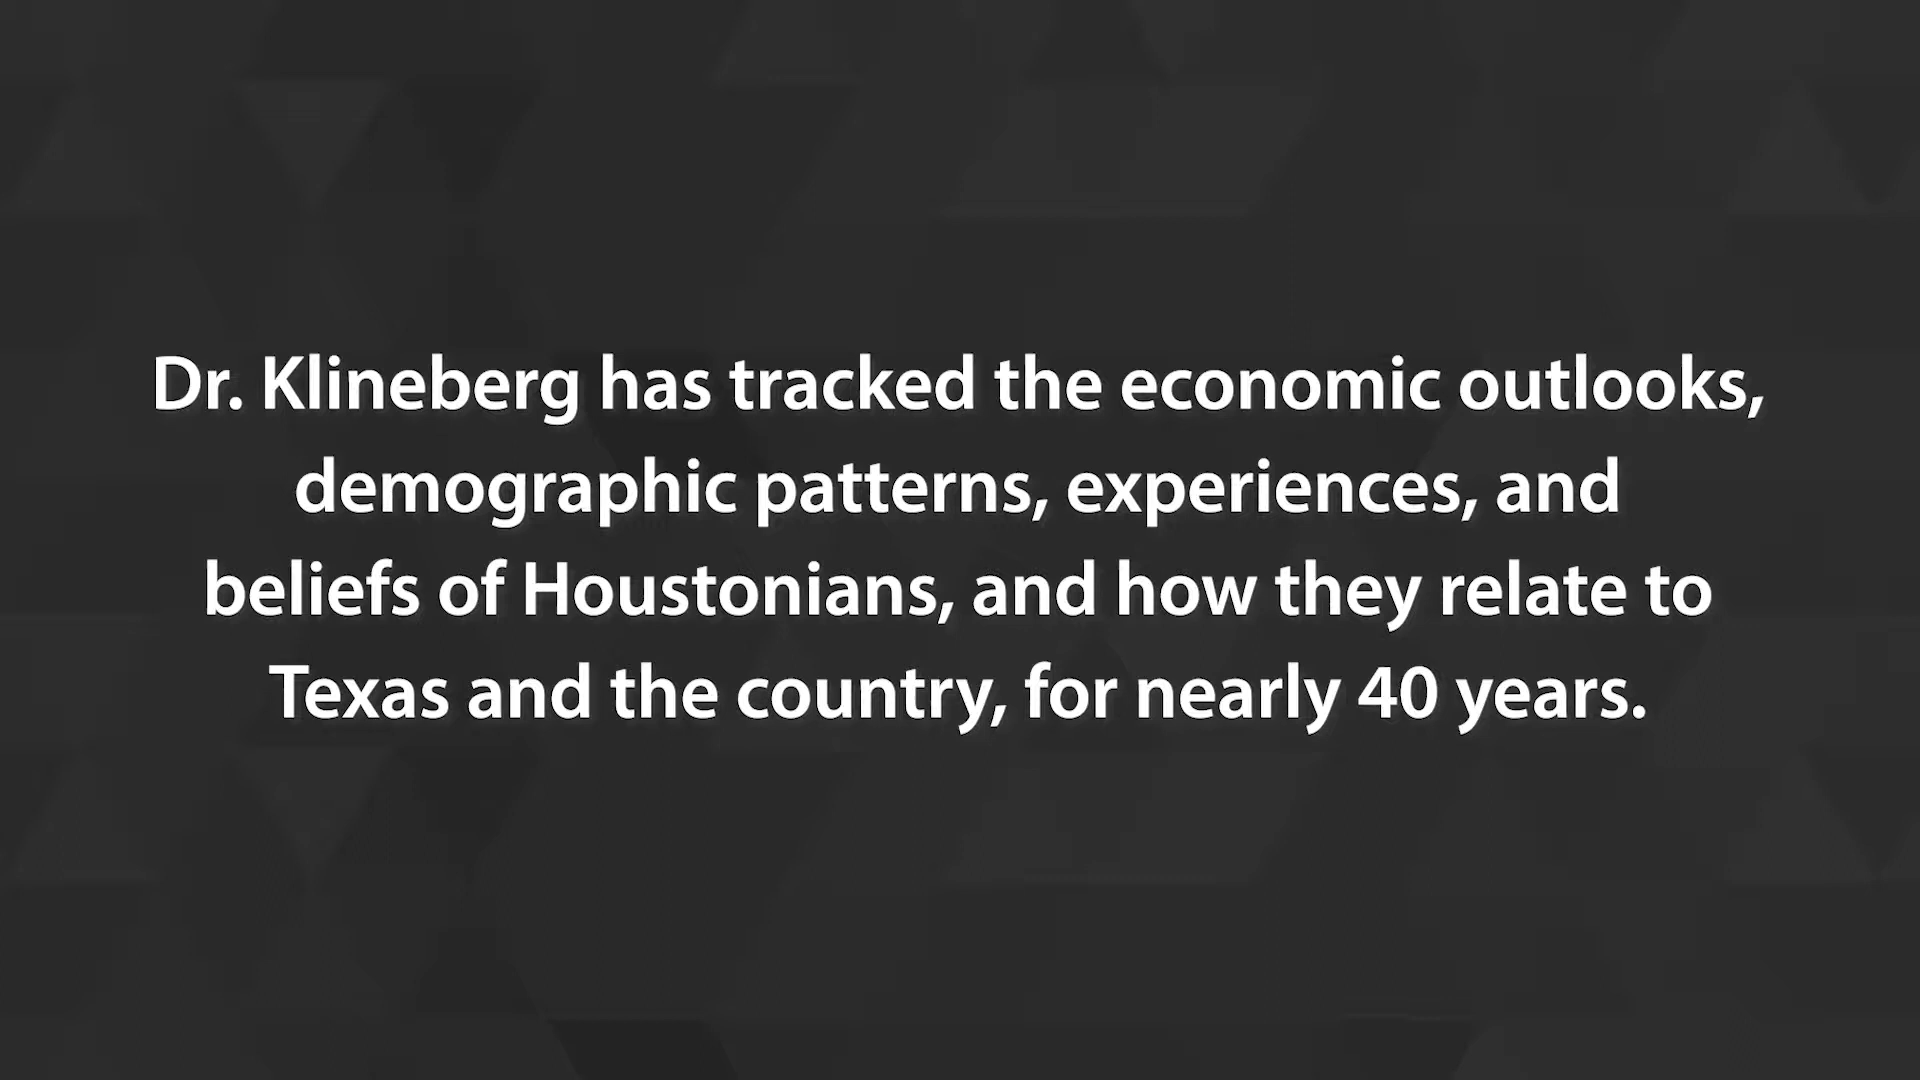 Dr. Klineberg has tracked the economic outlooks,
demographic patterns, experiences, and
beliefs of Houstonians, and how they relate to
Texas and the country, for nearly 40 years.